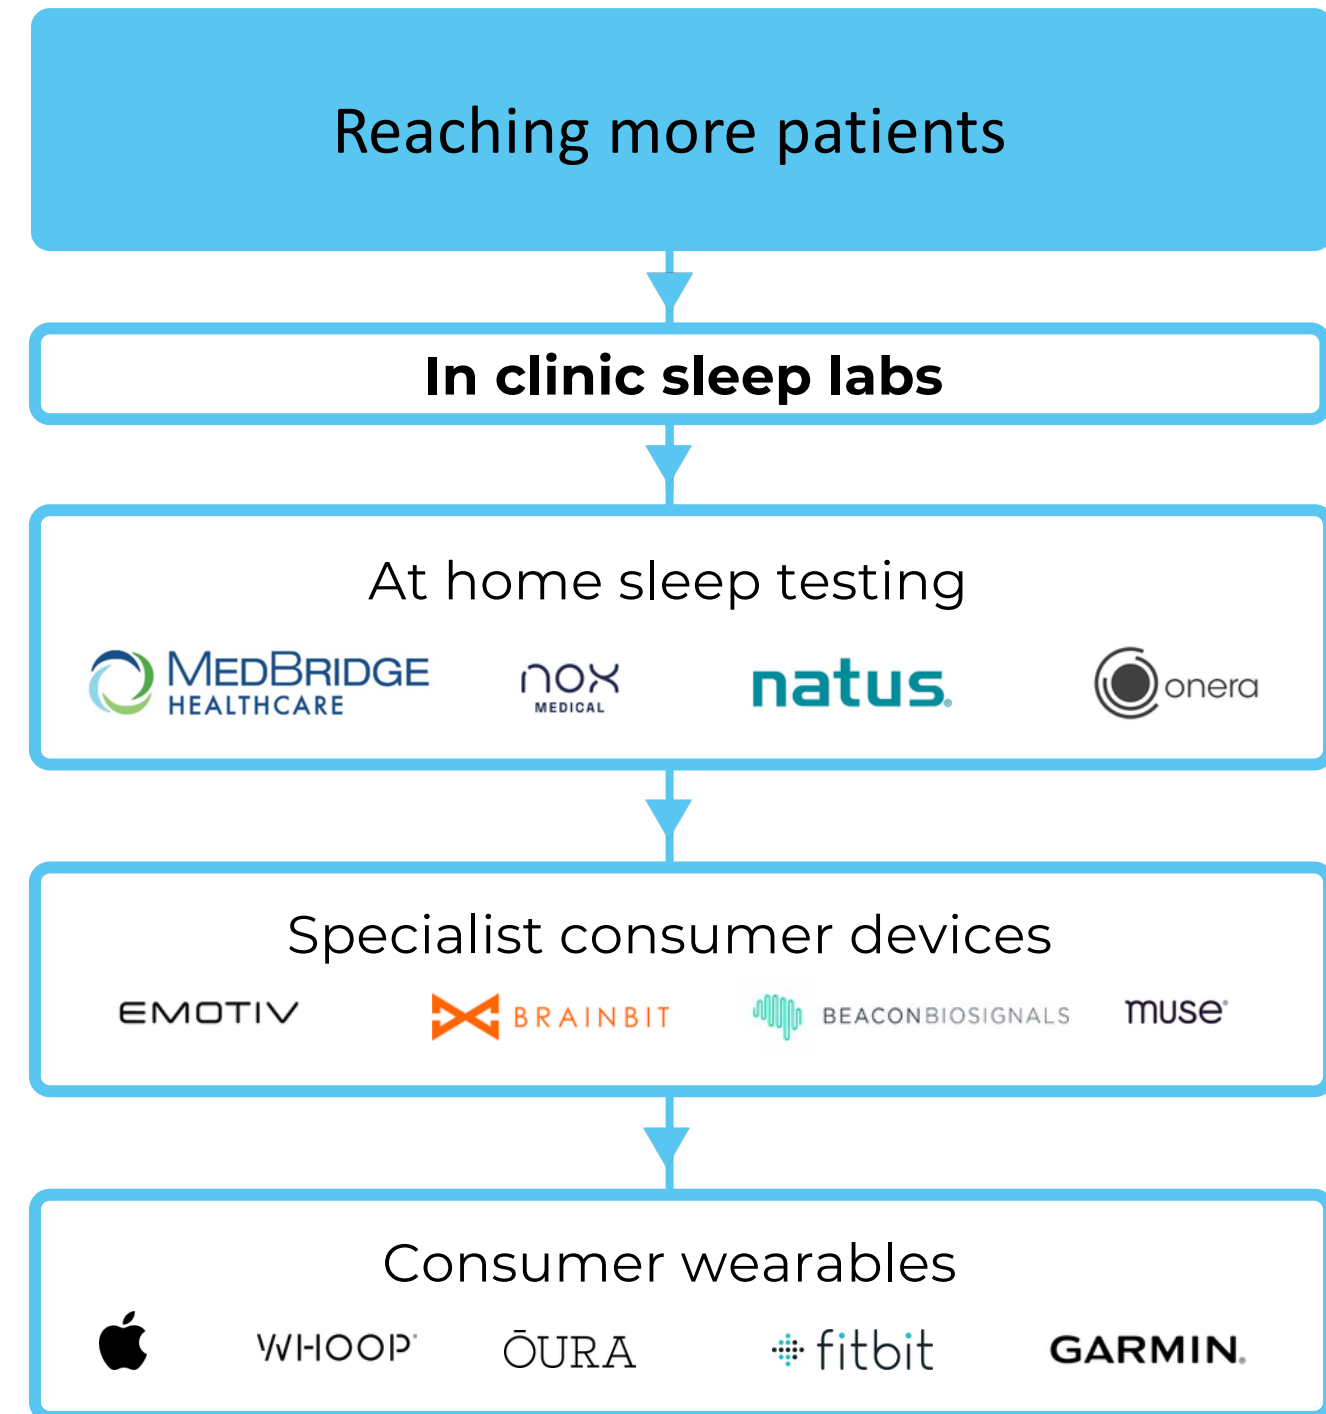 Reaching more patients
In clinic sleep labs
At home sleep testing
MEDBRIDGE HEALTHCARE
nox MEDICAL
natus.
onera
Specialist consumer devices
EMOTIV
BRAINBIT
BEACONBIOSIGNALS
muse®
Consumer wearables
WHOOP®
ŌURA
fitbit
GARMIN®